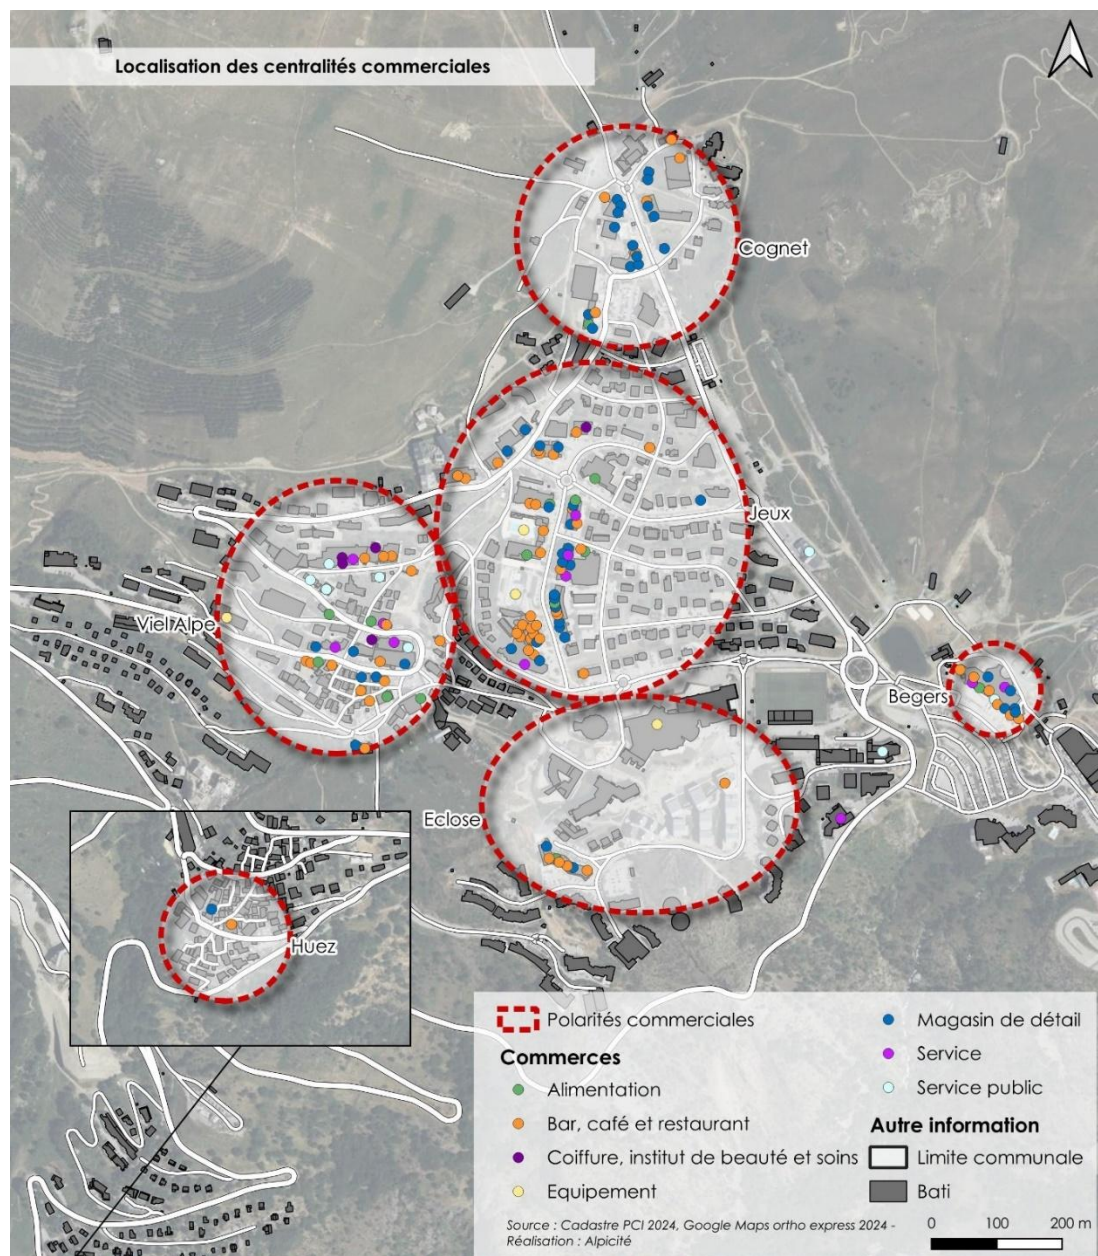 Localisation des centralités commerciales
Cognet
Jeux
Viel Alpe
Begers
Eclose
Huez
Polarités commerciales
Commerces
Alimentation
Bar, café et restaurant
Coiffure, institut de beauté et soins
Equipement
Magasin de détail
Service
Service public
Autre information
Limite communale
Bati
Source : Cadastre PCI 2024, Google Maps ortho express 2024 -
Réalisation : Alpicité
0 100 200 m